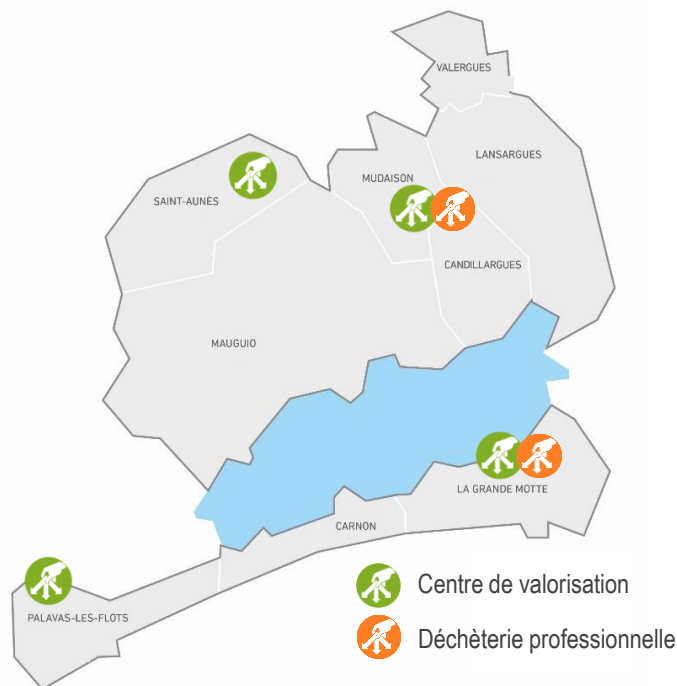 VALERGUES
LANSARGUES
MUDAISON
SAINT-AUNÈS
CANDILLARGUES
MAUGUIO
LA GRANDE MOTTE
CARNON
PALAVAS-LES-FLOTS
Centre de valorisation
Déchèterie professionnelle